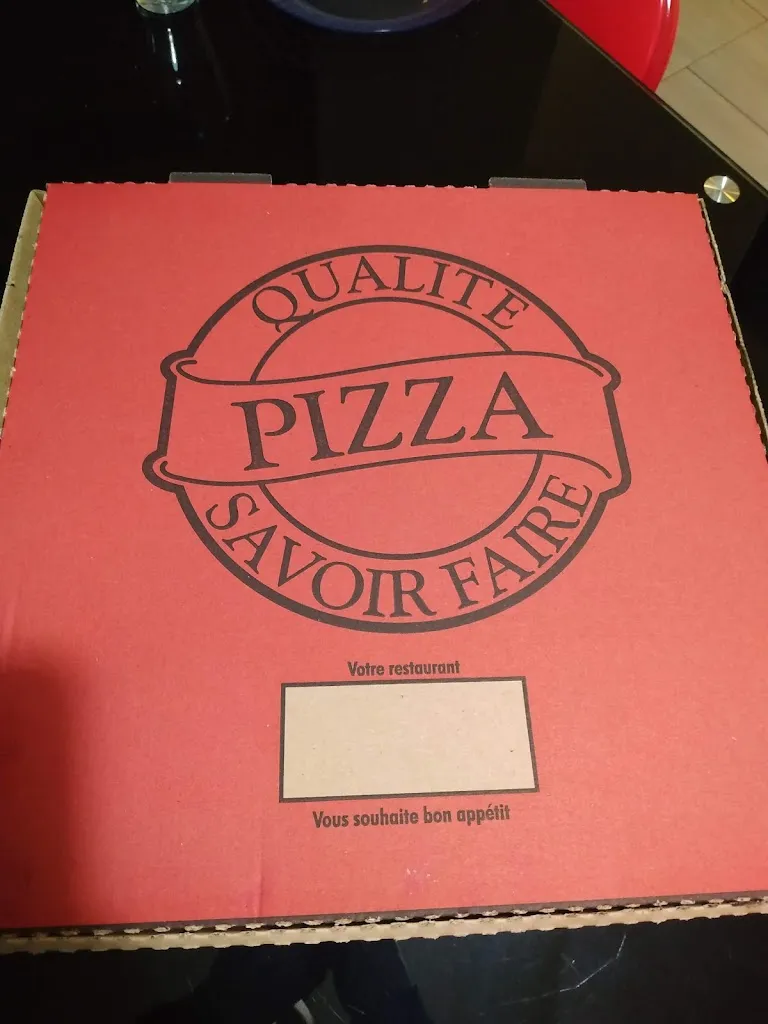 QUALITE
PIZZA
SAVOIR FAIRE
Votre restaurant
Vous souhaite bon appétit